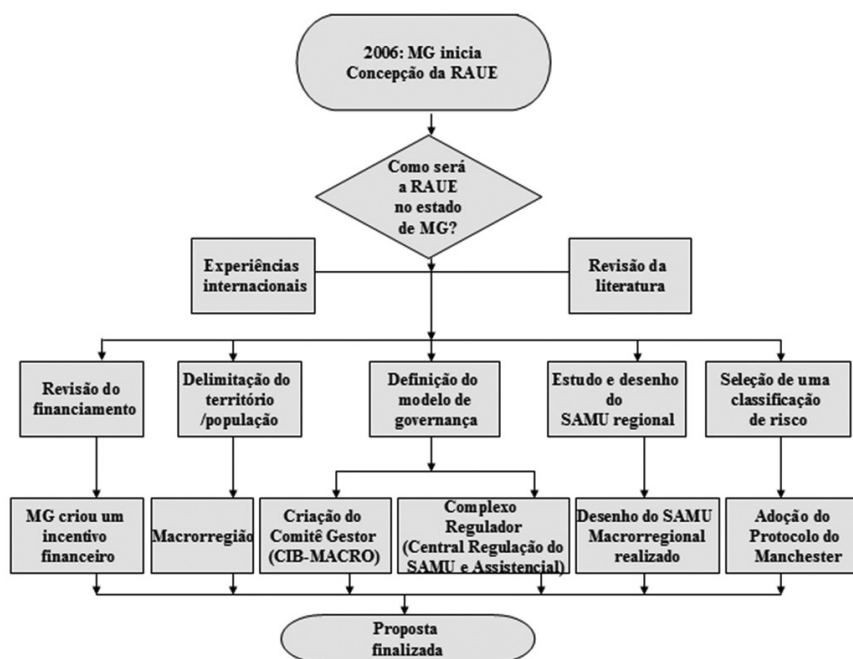 2006: MG inicia
Concepção da RAUE
Como será
a RAUE
no estado
de MG?
Experiências
internacionais
Revisão da
literatura
Revisão do
financiamento
Delimitação do
território
/população
Definição do
modelo de
governança
Estudo e desenho
do
SAMU regional
Seleção de uma
classificação
de risco
MG criou um
incentivo
financeiro
Macrorregião
Criação do
Comitê Gestor
(CIB-MACRO)
Complexo
Regulador
(Central Regulação do
SAMU e Assistencial)
Desenho do SAMU
Macrorregional
realizado
Adoção do
Protocolo do
Manchester
Proposta
finalizada